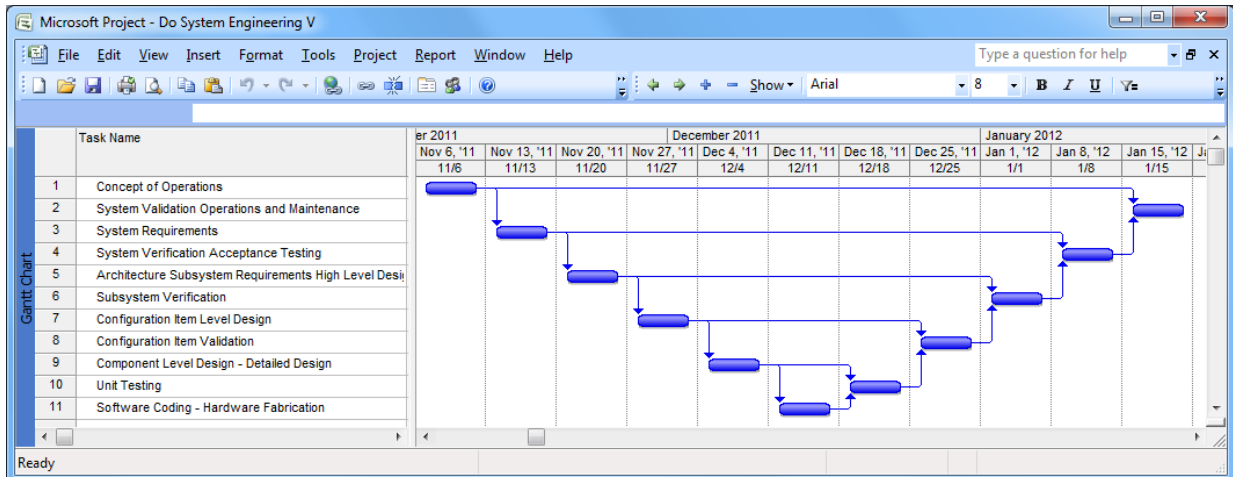 Microsoft Project - Do System Engineering V
File Edit View Insert Format Tools Project Report Window Help Type a question for help
Show Arial 8 B I U
Task Name er 2011 December 2011 January 2012
Nov 6, '11 Nov 13, '11 Nov 20, '11 Nov 27, '11 Dec 4, '11 Dec 11, '11 Dec 18, '11 Dec 25, '11 Jan 1, '12 Jan 8, '12 Jan 15, '12
11/6 11/13 11/20 11/27 12/4 12/11 12/18 12/25 1/1 1/8 1/15
1 Concept of Operations
2 System Validation Operations and Maintenance
3 System Requirements
4 System Verification Acceptance Testing
5 Architecture Subsystem Requirements High Level Desig
6 Subsystem Verification
7 Configuration Item Level Design
8 Configuration Item Validation
9 Component Level Design - Detailed Design
10 Unit Testing
11 Software Coding - Hardware Fabrication
Gantt Chart
Ready